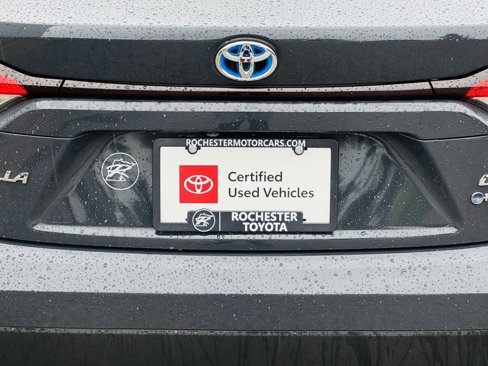 ROCHESTERMOTORCARS.COM
Certified
Used Vehicles
ROCHESTER
TOYOTA